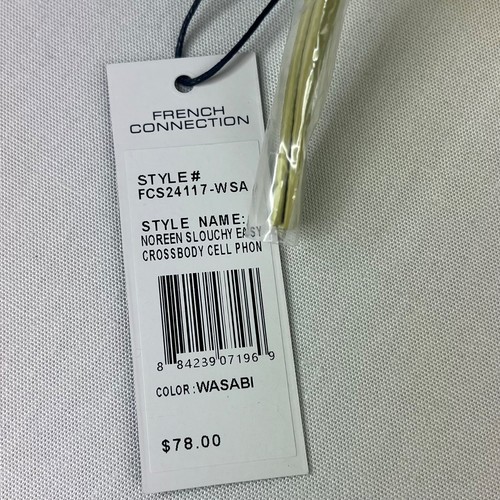 FRENCH
CONNECTION
STYLE#
FCS24117-WSA
STYLE NAME:
NOREEN SLOUCHY EASY
CROSSBODY CELL PHON
8 84239 07196 9
COLOR: WASABI
$78.00